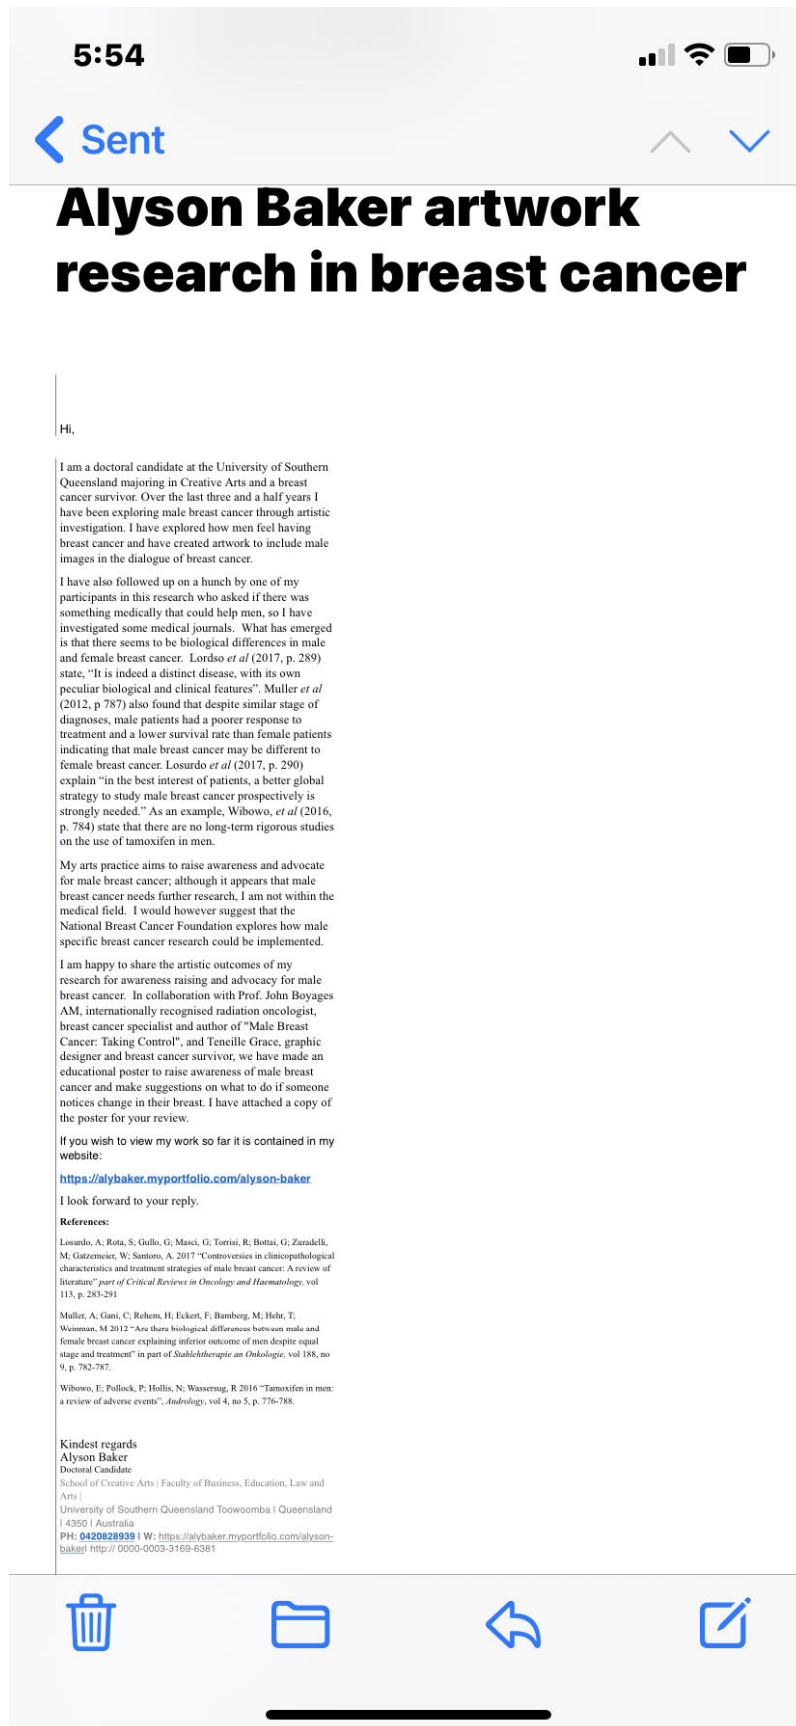 5:54
Sent
Alyson Baker artwork
research in breast cancer
Hi,
I am a doctoral candidate at the University of Southern
Queensland majoring in Creative Arts and a breast
cancer survivor. Over the last three and a half years I
have been exploring male breast cancer through artistic
investigation. I have explored how men feel having
breast cancer and have created artwork to include male
images in the dialogue of breast cancer.
I have also followed up on a hunch by one of my
participants in this research who asked if there was
something medically that could help men, so I have
investigated some medical journals.  What has emerged
is that there seems to be biological differences in male
and female breast cancer.  Lordso et al (2017, p. 289)
state, “It is indeed a distinct disease, with its own
peculiar biological and clinical features”. Muller et al
(2012, p 787) also found that despite similar stage of
diagnoses, male patients had a poorer response to
treatment and a lower survival rate than female patients
indicating that male breast cancer may be different to
female breast cancer. Losurdo et al (2017, p. 290)
explain “in the best interest of patients, a better global
strategy to study male breast cancer prospectively is
strongly needed.” As an example, Wibowo, et al (2016,
p. 784) state that there are no long-term rigorous studies
on the use of tamoxifen in men.
My arts practice aims to raise awareness and advocate
for male breast cancer; although it appears that male
breast cancer needs further research, I am not within the
medical field.  I would however suggest that the
National Breast Cancer Foundation explores how male
specific breast cancer research could be implemented.
I am happy to share the artistic outcomes of my
research for awareness raising and advocacy for male
breast cancer.  In collaboration with Prof. John Boyages
AM, internationally recognised radiation oncologist,
breast cancer specialist and author of "Male Breast
Cancer: Taking Control", and Teneille Grace, graphic
designer and breast cancer survivor, we have made an
educational poster to raise awareness of male breast
cancer and make suggestions on what to do if someone
notices change in their breast. I have attached a copy of
the poster for your review.
If you wish to view my work so far it is contained in my
website:
https://alybaker.myportfolio.com/alyson-baker
I look forward to your reply.
References:
Losurdo, A; Rota, S; Gullo, G; Masci, G; Torrisi, R; Bottai, G; Zuradelli,
M; Gatzemeier, W; Santoro, A. 2017 “Controversies in clinicopathological
characteristics and treatment strategies of male breast cancer: A review of
literature” part of Critical Reviews in Oncology and Haematology, vol
113, p. 283-291
Muller, A; Gani, C; Rehem, H; Eckert, F; Bamberg, M; Hehr, T;
Weinman, M 2012 “Are there biological differences between male and
female breast cancer explaining inferior outcome of men despite equal
stage and treatment” in part of Stahlehtherapie an Onkologie, vol 188, no
9, p. 782-787.
Wibowo, E; Pollock, P; Hollis, N; Wassersug, R 2016 “Tamoxifen in men:
a review of adverse events”, Andrology, vol 4, no 5, p. 776-788.
Kindest regards
Alyson Baker
Doctoral Candidate
School of Creative Arts | Faculty of Business, Education, Law and
Arts |
University of Southern Queensland Toowoomba I Queensland
I 4350 I Australia
PH: 0420828939 I W: https://alybaker.myportfolio.com/alyson-
bakerI http:// 0000-0003-3169-6381